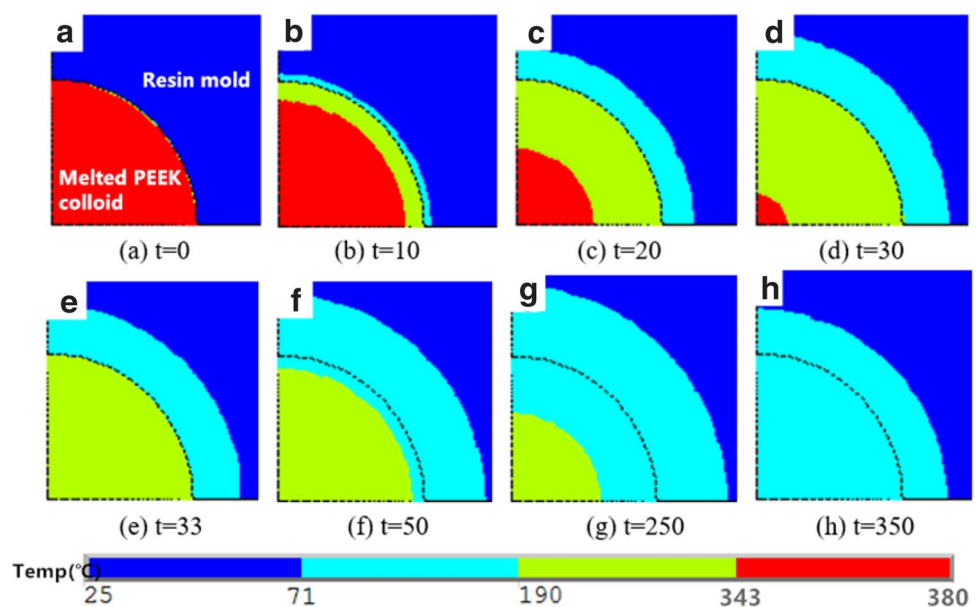 a
b
c
d
Resin mold
Melted PEEK
colloid
(a) t=0
(b) t=10
(c) t=20
(d) t=30
e
f
g
h
(e) t=33
(f) t=50
(g) t=250
(h) t=350
Temp(℃)
25
71
190
343
380